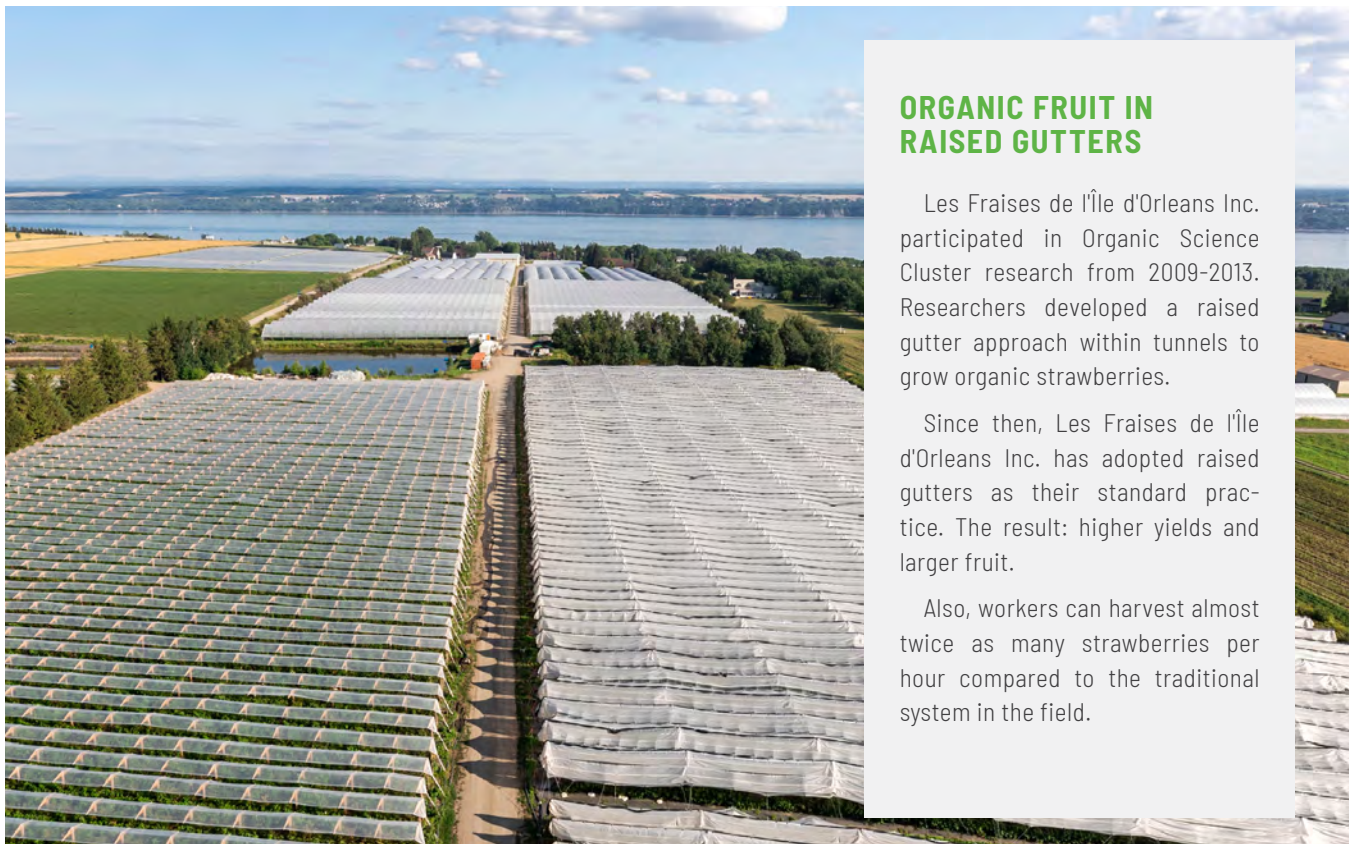 ORGANIC FRUIT IN
RAISED GUTTERS
Les Fraises de l'Île d'Orleans Inc.
participated in Organic Science
Cluster research from 2009-2013.
Researchers developed a raised
gutter approach within tunnels to
grow organic strawberries.
Since then, Les Fraises de l'Île
d'Orleans Inc. has adopted raised
gutters as their standard prac-
tice. The result: higher yields and
larger fruit.
Also, workers can harvest almost
twice as many strawberries per
hour compared to the traditional
system in the field.